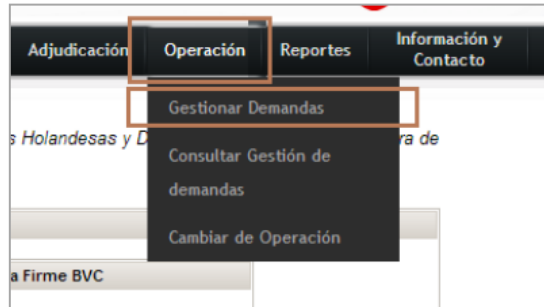 Adjudicación Operación Reportes Información y
Contacto
Gestionar Demandas
s Holandesas y D ra de
Consultar Gestión de
demandas
Cambiar de Operación
a Firme BVC